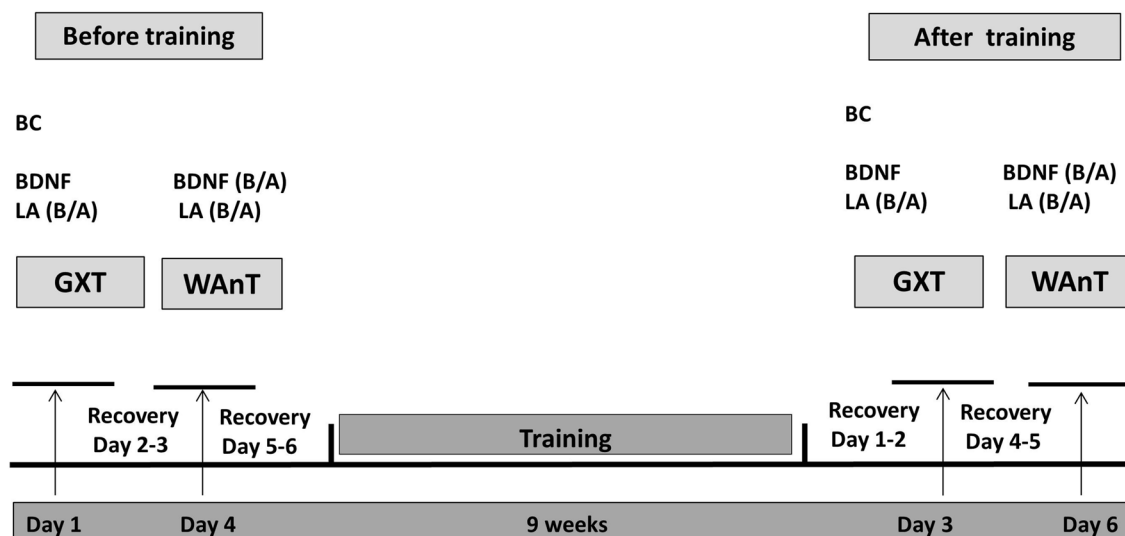 Before training
After training
BC
BC
BDNF
BDNF (B/A)
BDNF
BDNF (B/A)
LA (B/A)
LA (B/A)
LA (B/A)
LA (B/A)
GXT
WAnT
GXT
WAnT
Recovery
Day 2-3
Recovery
Day 5-6
Training
Recovery
Day 1-2
Recovery
Day 4-5
Day 1
Day 4
9 weeks
Day 3
Day 6